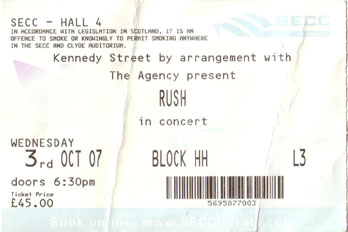 SECC - HALL 4
SECC
IN ACCORDANCE WITH LEGISLATION IN SCOTLAND, IT IS AN
OFFENCE TO SMOKE OR KNOWINGLY TO PERMIT SMOKING ANYWHERE
IN THE SECC AND CLYDE AUDITORIUM.
Kennedy Street by arrangement with
The Agency present
RUSH
in concert
WEDNESDAY
3rd OCT 07 BLOCK HH L3
doors 6:30pm
Ticket Price
£45.00
5695877003
Book online: www.SECCtickets.com